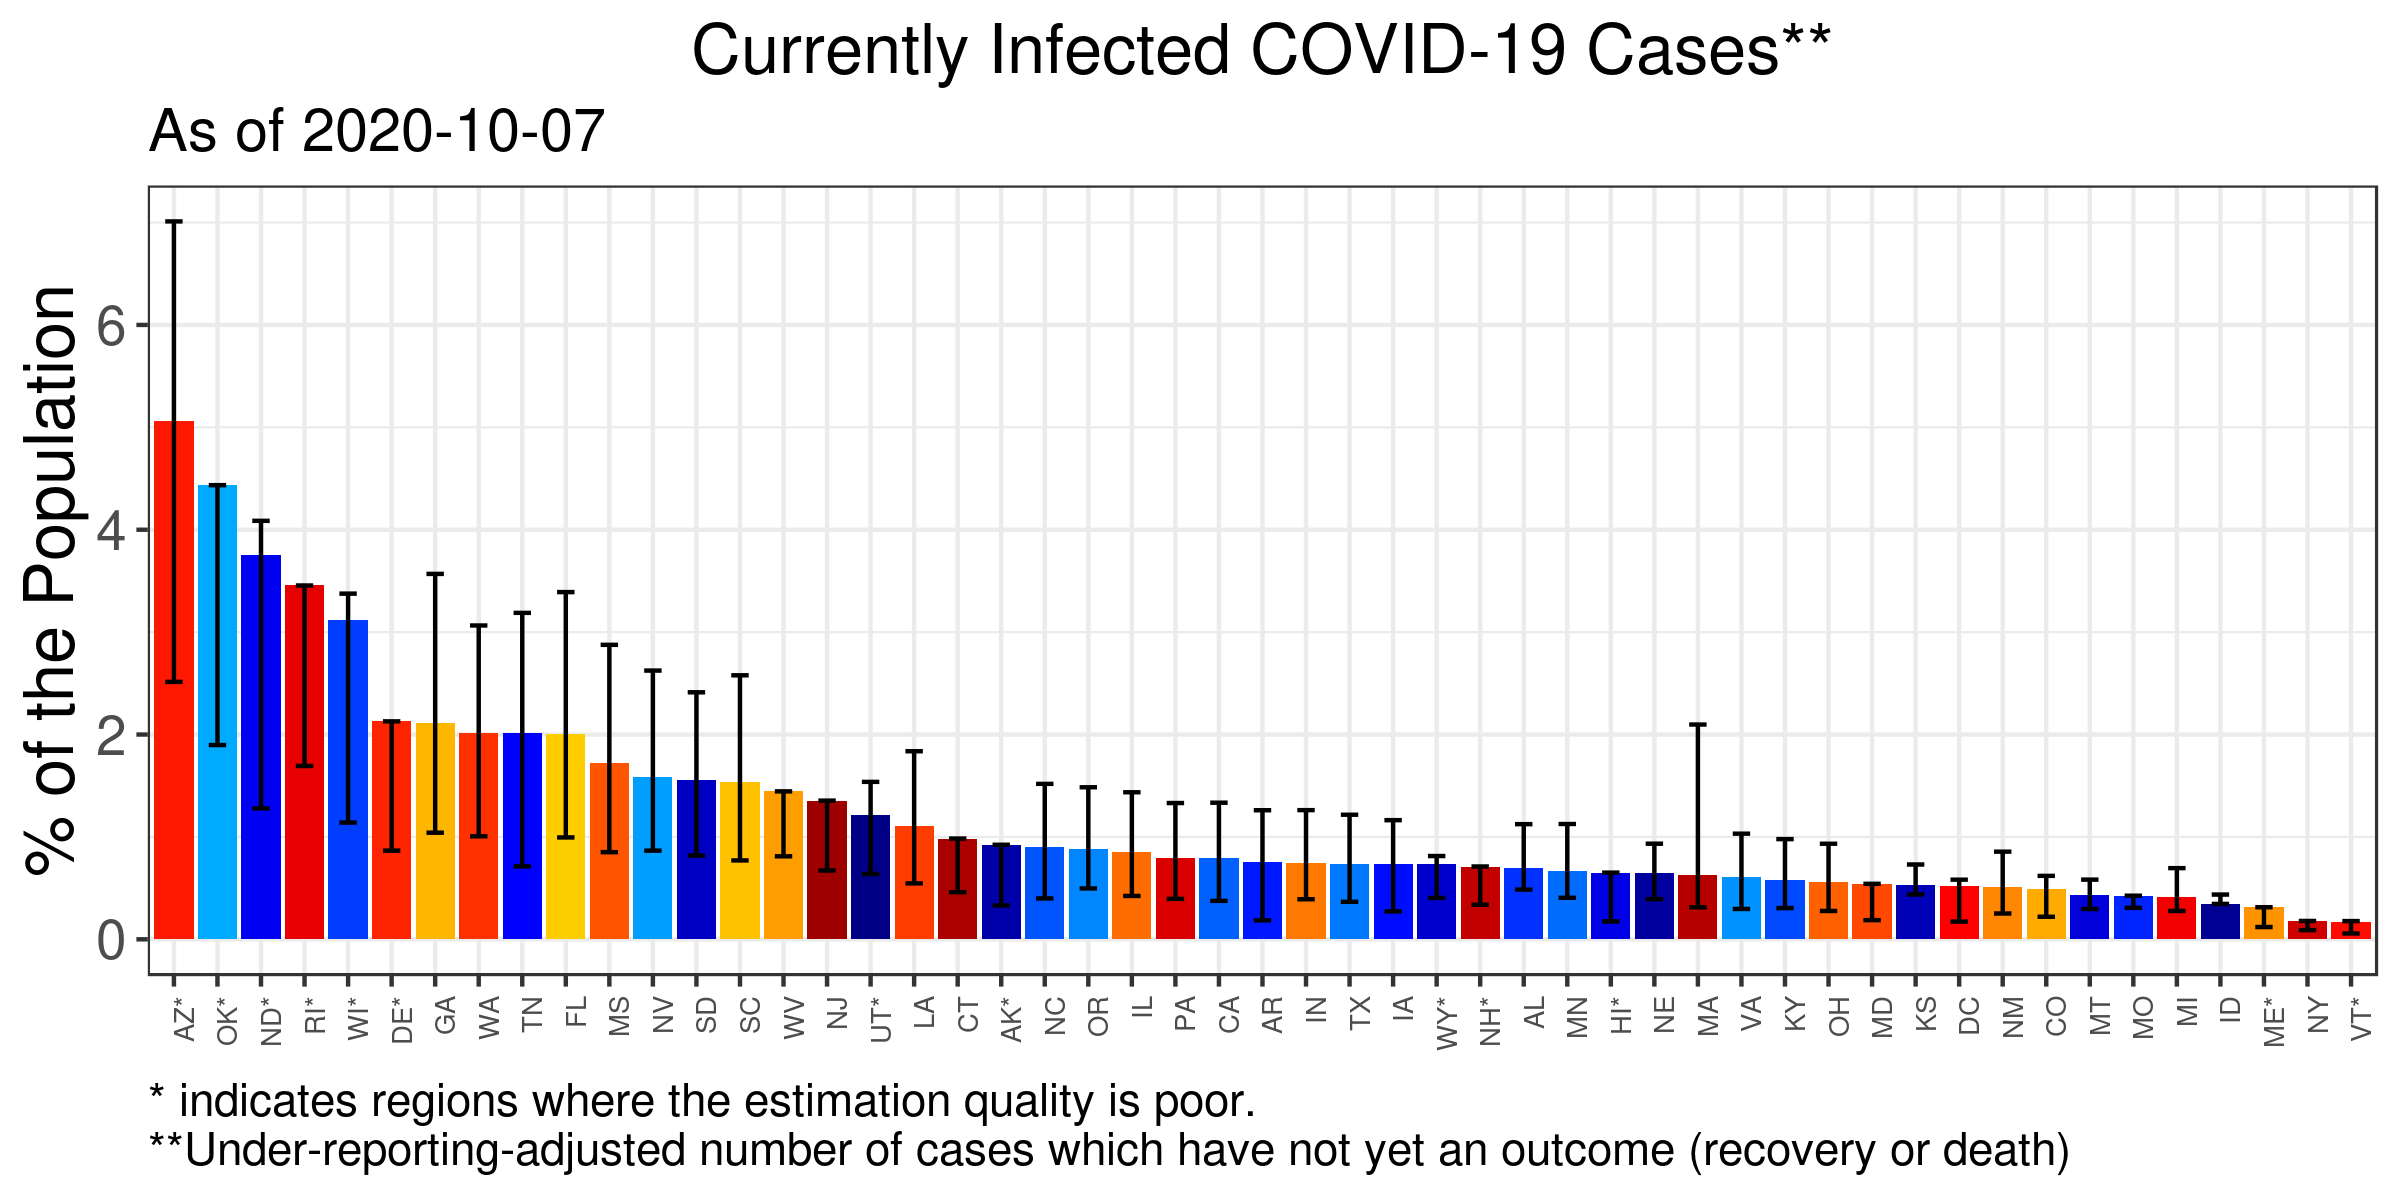 Currently Infected COVID-19 Cases**
As of 2020-10-07
% of the Population
6
4
2
0
AZ* OK* ND* RI* WI* DE* GA WA TN FL MS NV SD SC WV NJ UT* LA CT AK* NC OR IL PA CA AR IN TX IA WY* NH* AL MN HI* NE MA VA KY OH MD KS DC NM CO MT MO MI ID ME* NY VT*
* indicates regions where the estimation quality is poor.
**Under-reporting-adjusted number of cases which have not yet an outcome (recovery or death)